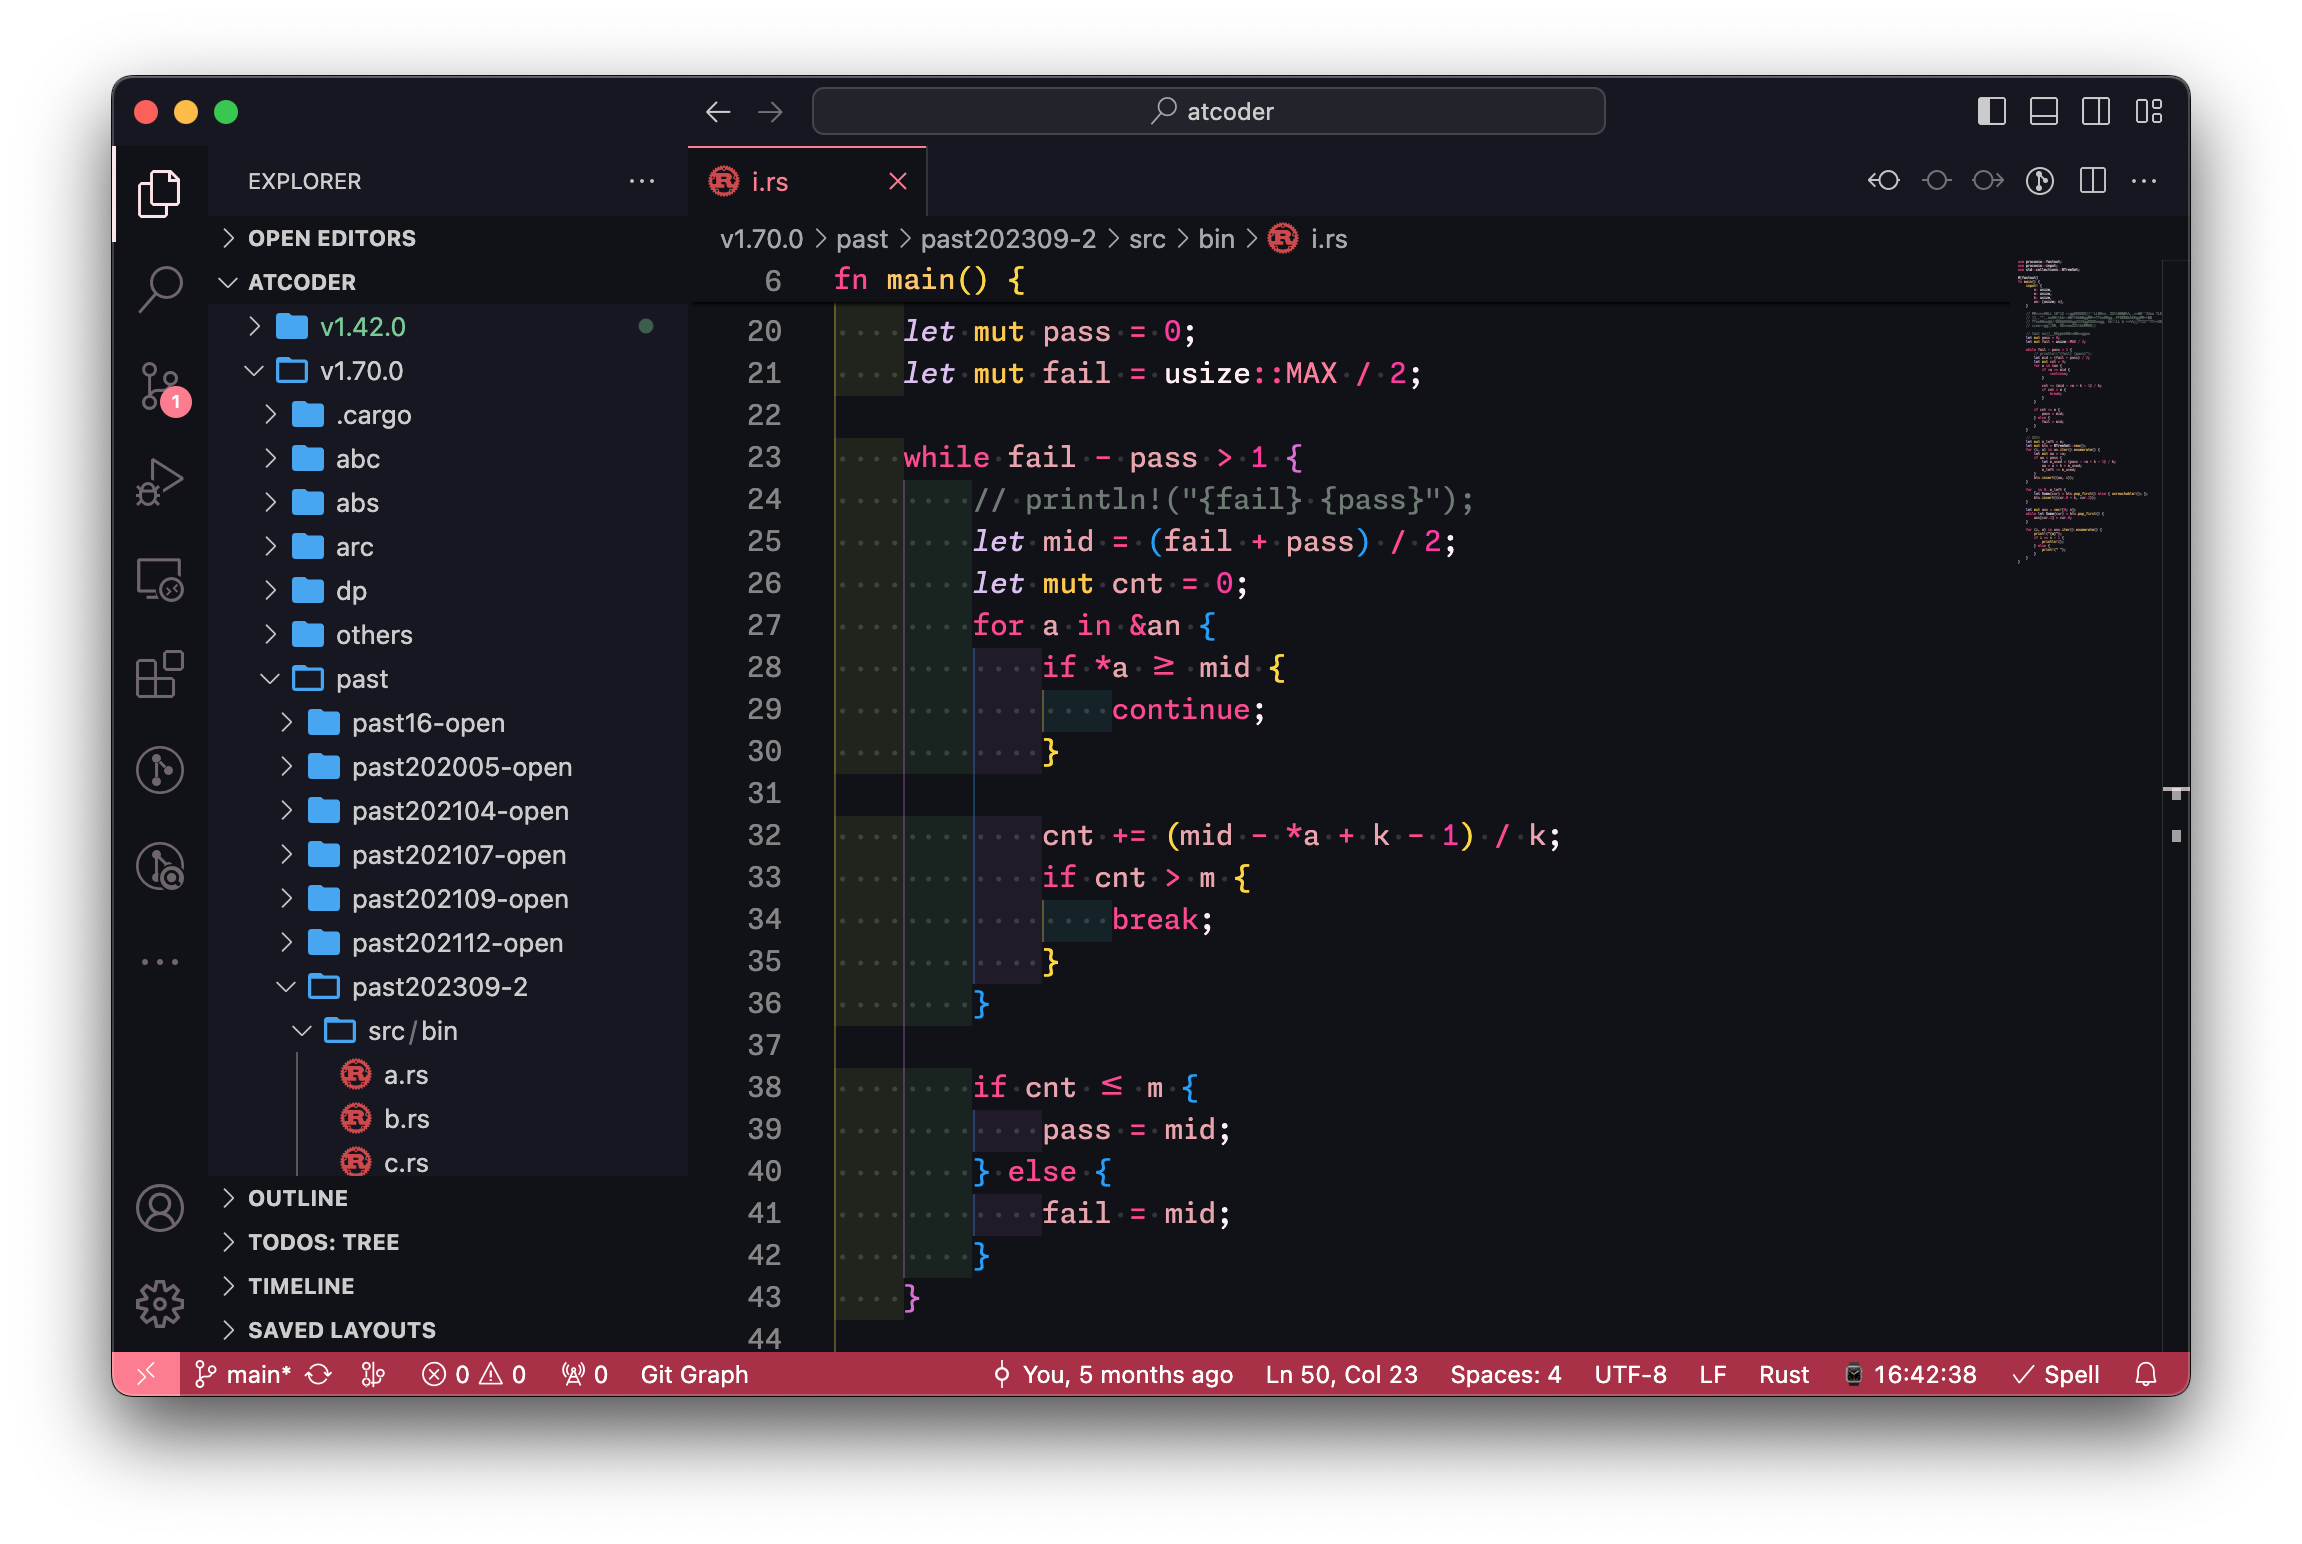 atcoder
EXPLORER
OPEN EDITORS
ATCODER
v1.42.0
v1.70.0
.cargo
abc
abs
arc
dp
others
past
past16-open
past202005-open
past202104-open
past202107-open
past202109-open
past202112-open
past202309-2
src/bin
a.rs
b.rs
c.rs
OUTLINE
TODOS: TREE
TIMELINE
SAVED LAYOUTS
1
i.rs
v1.70.0 > past > past202309-2 > src > bin > i.rs
6 fn main() {
20 let mut pass = 0;
21 let mut fail = usize::MAX / 2;
22
23 while fail - pass > 1 {
24 // println!("{fail} {pass}");
25 let mid = (fail + pass) / 2;
26 let mut cnt = 0;
27 for a in &an {
28 if *a ≥ mid {
29 continue;
30 }
31
32 cnt += (mid - *a + k - 1) / k;
33 if cnt > m {
34 break;
35 }
36 }
37
38 if cnt ≤ m {
39 pass = mid;
40 } else {
41 fail = mid;
42 }
43 }
44
main* 0 0 0 Git Graph You, 5 months ago Ln 50, Col 23 Spaces: 4 UTF-8 LF Rust 16:42:38 Spell